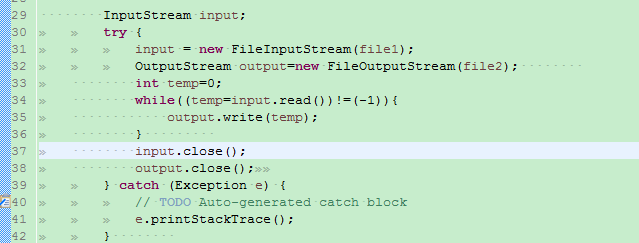 29 InputStream input;
30 try {
31 input = new FileInputStream(file1);
32 OutputStream output=new FileOutputStream(file2);
33 int temp=0;
34 while((temp=input.read())!=(-1)){
35 output.write(temp);
36 }
37 input.close();
38 output.close();
39 } catch (Exception e) {
40 // TODO Auto-generated catch block
41 e.printStackTrace();
42 }